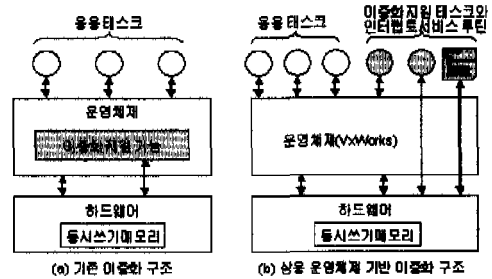 응용 태스크
운영체제
이중화지원 기능
하드웨어
동시쓰기메모리
(a) 기존 이중화 구조
응용 태스크
이중화지원 태스크와
인터럽트서비스 루틴
운영체제(VxWorks)
하드웨어
동시쓰기메모리
(b) 상용 운영체제 기반 이중화 구조